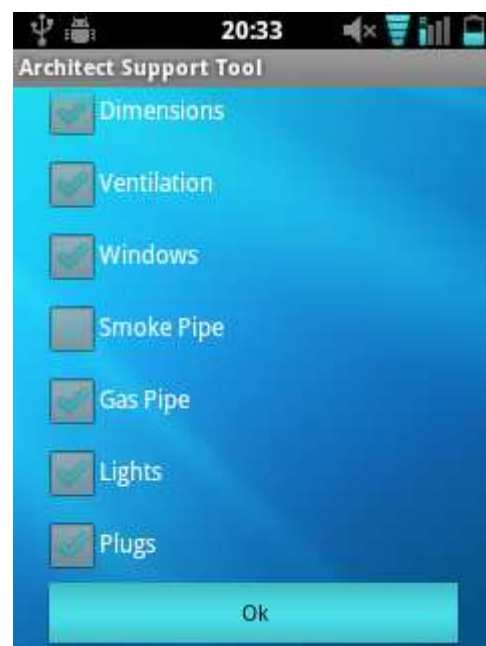 20:33
Architect Support Tool
Dimensions
Ventilation
Windows
Smoke Pipe
Gas Pipe
Lights
Plugs
Ok